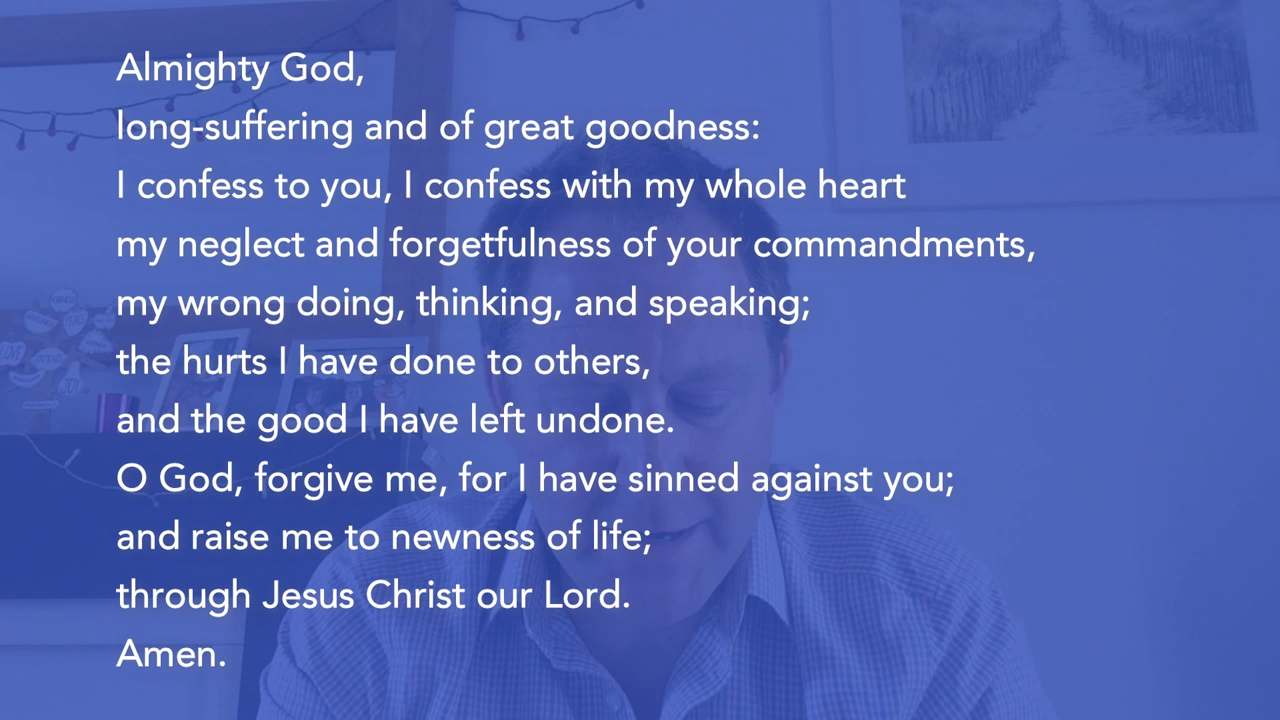 Almighty God,
long-suffering and of great goodness:
I confess to you, I confess with my whole heart
my neglect and forgetfulness of your commandments,
my wrong doing, thinking, and speaking;
the hurts I have done to others,
and the good I have left undone.
O God, forgive me, for I have sinned against you;
and raise me to newness of life;
through Jesus Christ our Lord.
Amen.